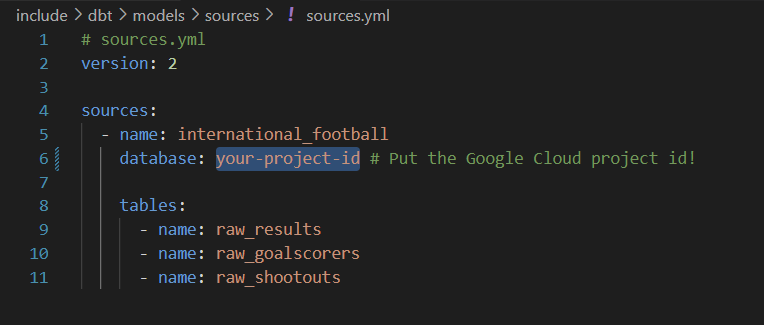 include > dbt > models > sources > ! sources.yml
1 # sources.yml
2 version: 2
3
4 sources:
5   - name: international_football
6     database: your-project-id # Put the Google Cloud project id!
7
8     tables:
9       - name: raw_results
10       - name: raw_goalscorers
11       - name: raw_shootouts